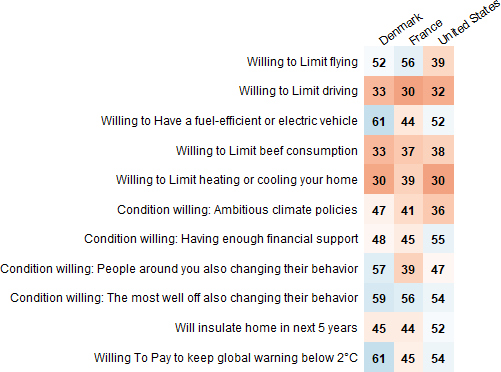 Denmark France United States
Willing to Limit flying 52 56 39
Willing to Limit driving 33 30 32
Willing to Have a fuel-efficient or electric vehicle 61 44 52
Willing to Limit beef consumption 33 37 38
Willing to Limit heating or cooling your home 30 39 30
Condition willing: Ambitious climate policies 47 41 36
Condition willing: Having enough financial support 48 45 55
Condition willing: People around you also changing their behavior 57 39 47
Condition willing: The most well off also changing their behavior 59 56 54
Will insulate home in next 5 years 45 44 52
Willing To Pay to keep global warning below 2°C 61 45 54